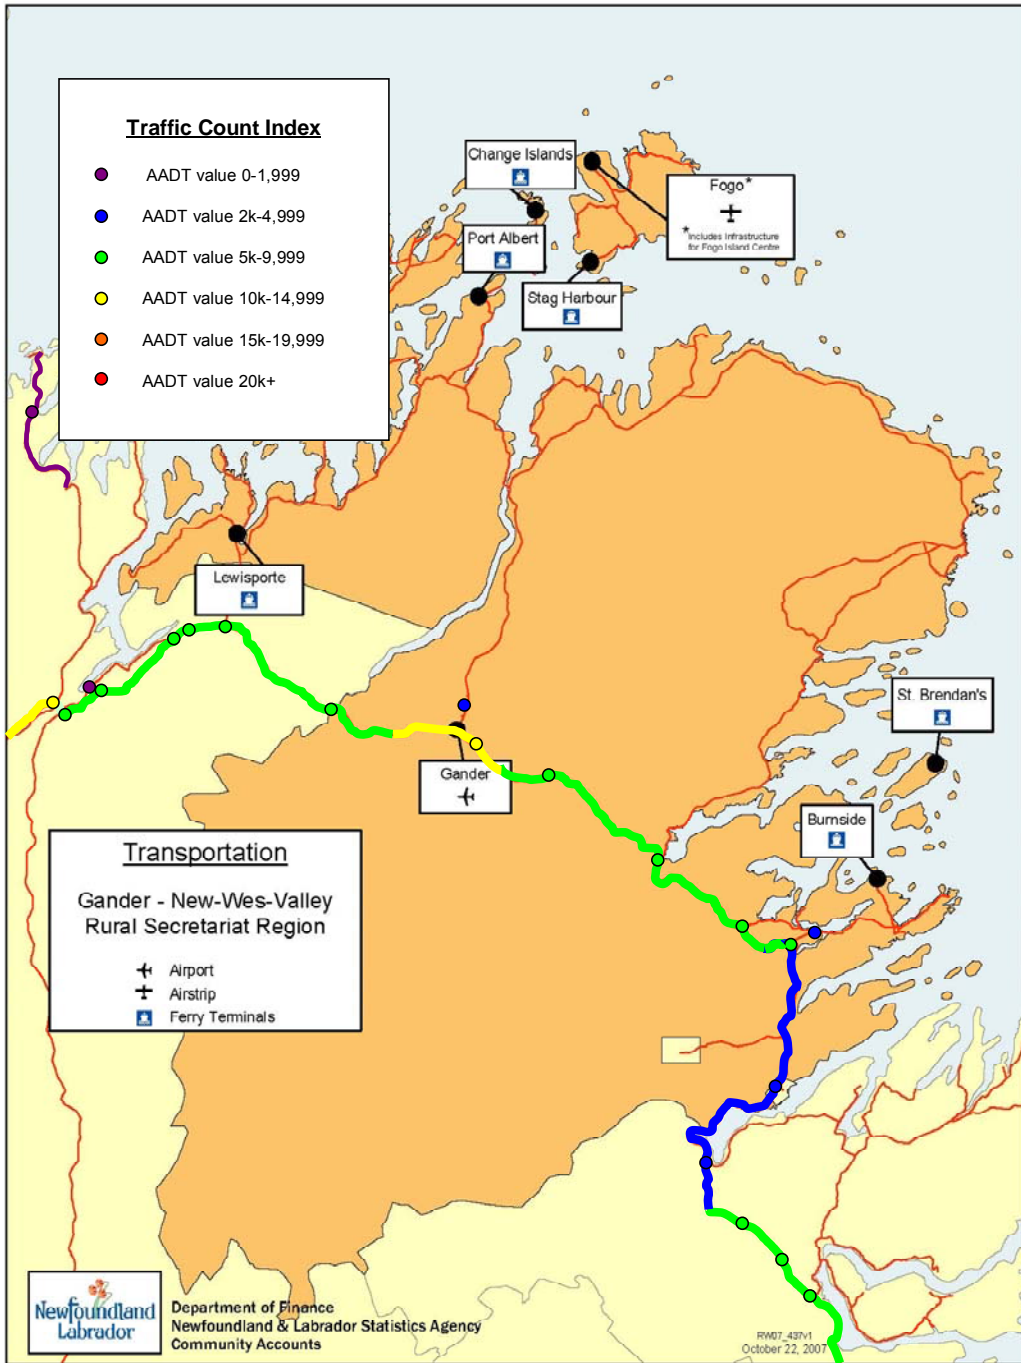 Traffic Count Index
AADT value 0-1,999
AADT value 2k-4,999
AADT value 5k-9,999
AADT value 10k-14,999
AADT value 15k-19,999
AADT value 20k+
Change Islands
Fogo*
*Includes Infrastructure
for Fogo Island Centre
Port Albert
Stag Harbour
Lewisporte
St. Brendan's
Gander
Burnside
Transportation
Gander - New-Wes-Valley
Rural Secretariat Region
Airport
Airstrip
Ferry Terminals
Newfoundland
Labrador
Department of Finance
Newfoundland & Labrador Statistics Agency
Community Accounts
RW07_437v1
October 22, 2007